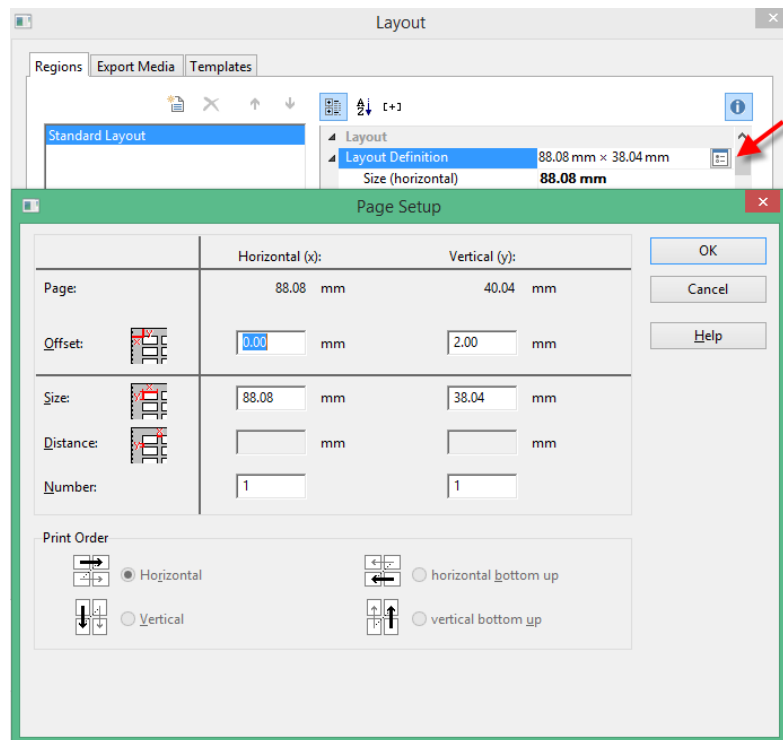 Layout
Regions Export Media Templates
Standard Layout
Layout
Layout Definition 88.08 mm × 38.04 mm
Size (horizontal) 88.08 mm
Page Setup
Horizontal (x): Vertical (y):
OK
Page: 88.08 mm 40.04 mm
Cancel
Offset: 0.00 mm 2.00 mm
Help
Size: 88.08 mm 38.04 mm
Distance: mm mm
Number: 1 1
Print Order
Horizontal horizontal bottom up
Vertical vertical bottom up